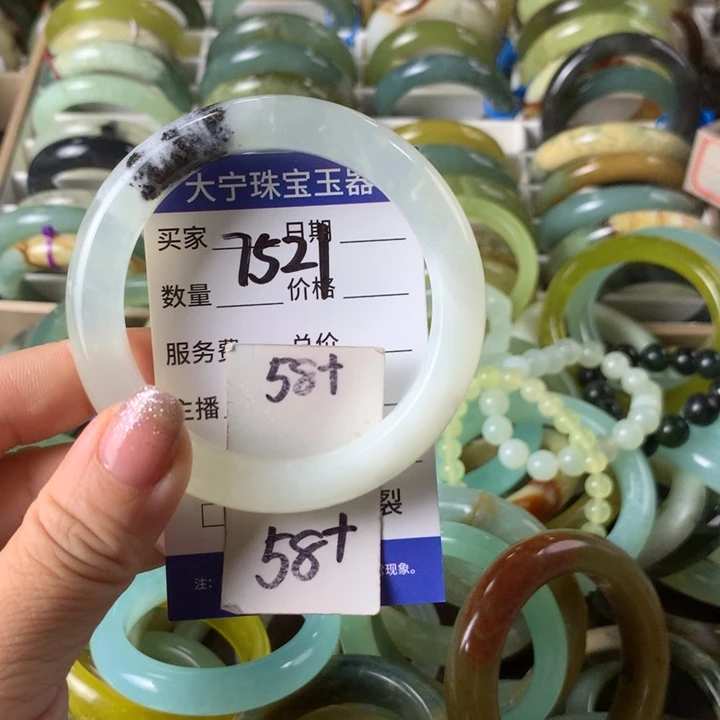 大宁珠宝玉器
买家 日期
7521
数量 价格
服务费 总价
58+
主播
裂
58+
注: 现象。